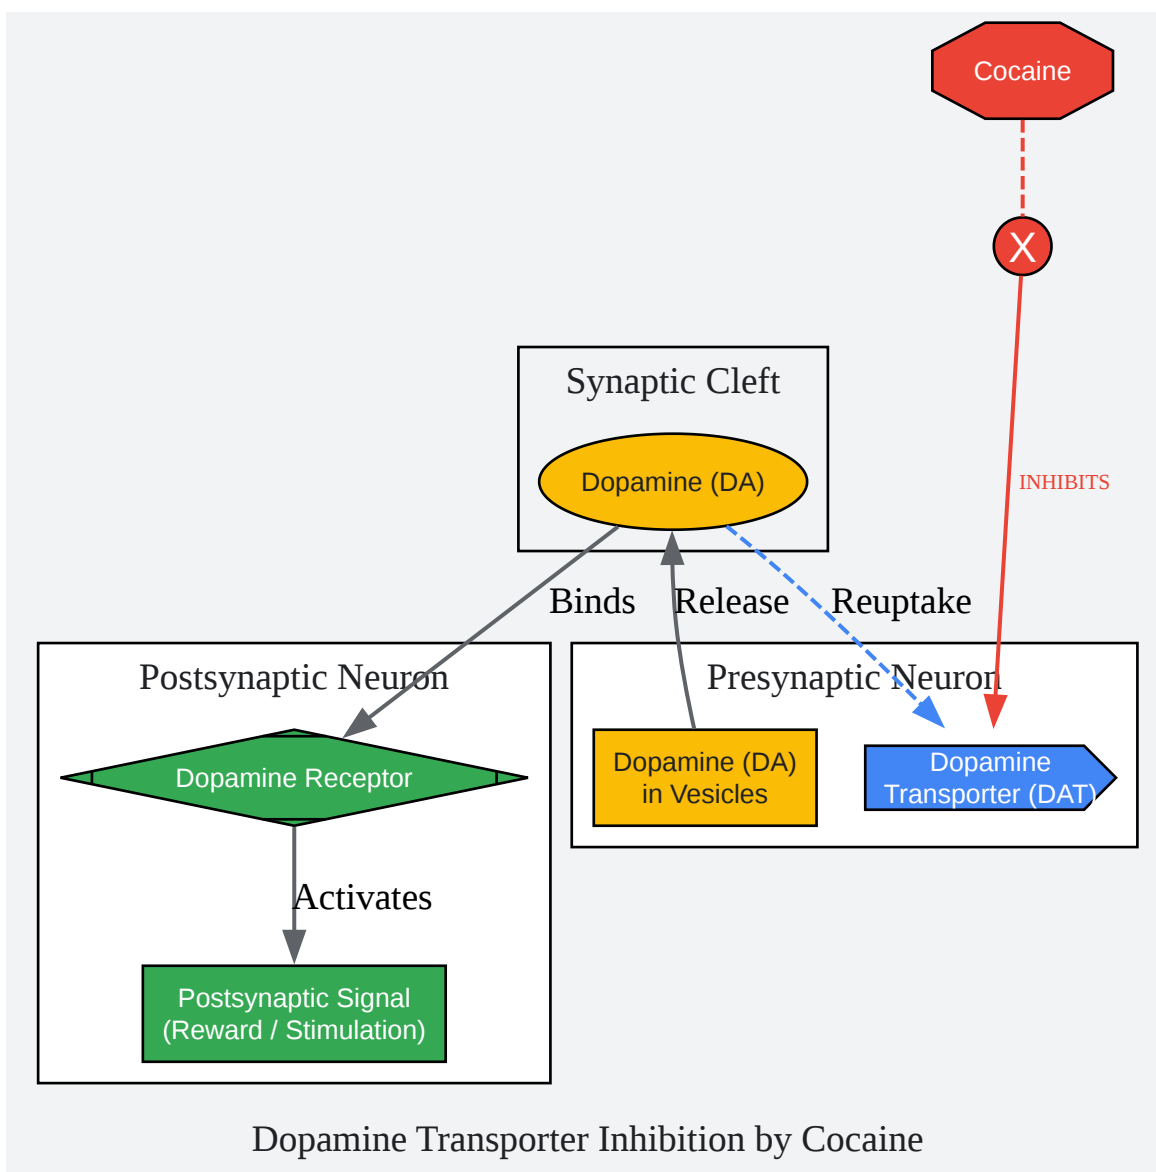 Cocaine
X
Synaptic Cleft
Dopamine (DA)
INHIBITS
Binds
Release
Reuptake
Postsynaptic Neuron
Presynaptic Neuron
Dopamine Receptor
Dopamine (DA)
in Vesicles
Dopamine
Transporter (DAT)
Activates
Postsynaptic Signal
(Reward / Stimulation)
Dopamine Transporter Inhibition by Cocaine